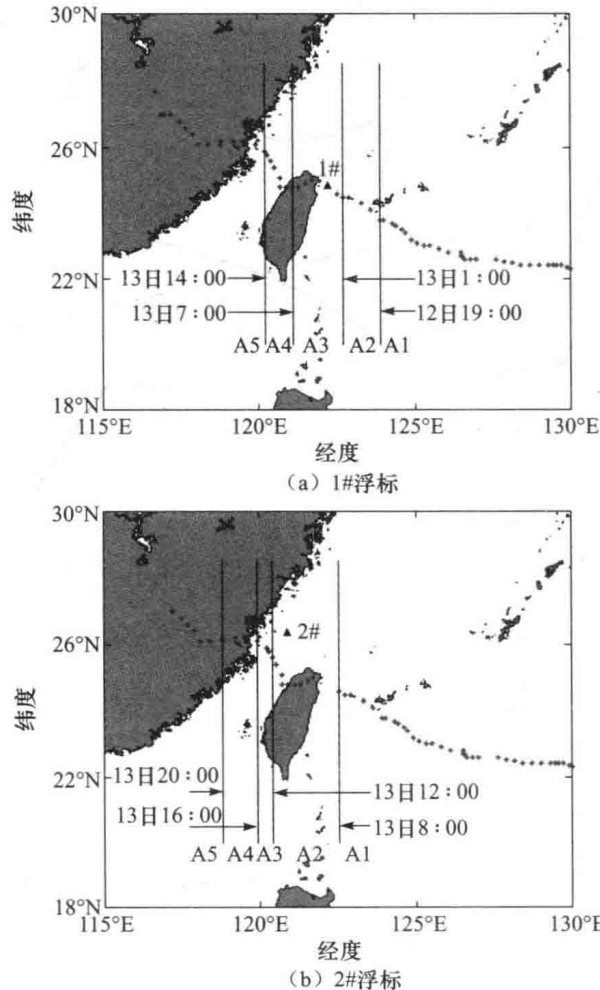 30°N
26°N
1#
纬度
13日14：00
13日1：00
22°N
13日7：00
12日19：00
A5 A4 A3 A2 A1
18°N
115°E 120°E 125°E 130°E
经度
（a）1#浮标
30°N
2#
26°N
纬度
13日20：00
13日12：00
22°N
13日16：00
13日8：00
A5 A4 A3 A2 A1
18°N
115°E 120°E 125°E 130°E
经度
（b）2#浮标